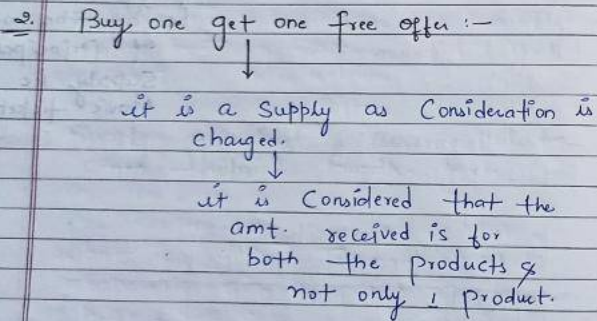 2. Buy one get one free offer :-
it is a supply as Consideration is
charged.
it is Considered that the
amt. received is for
both the products &
not only 1 product.